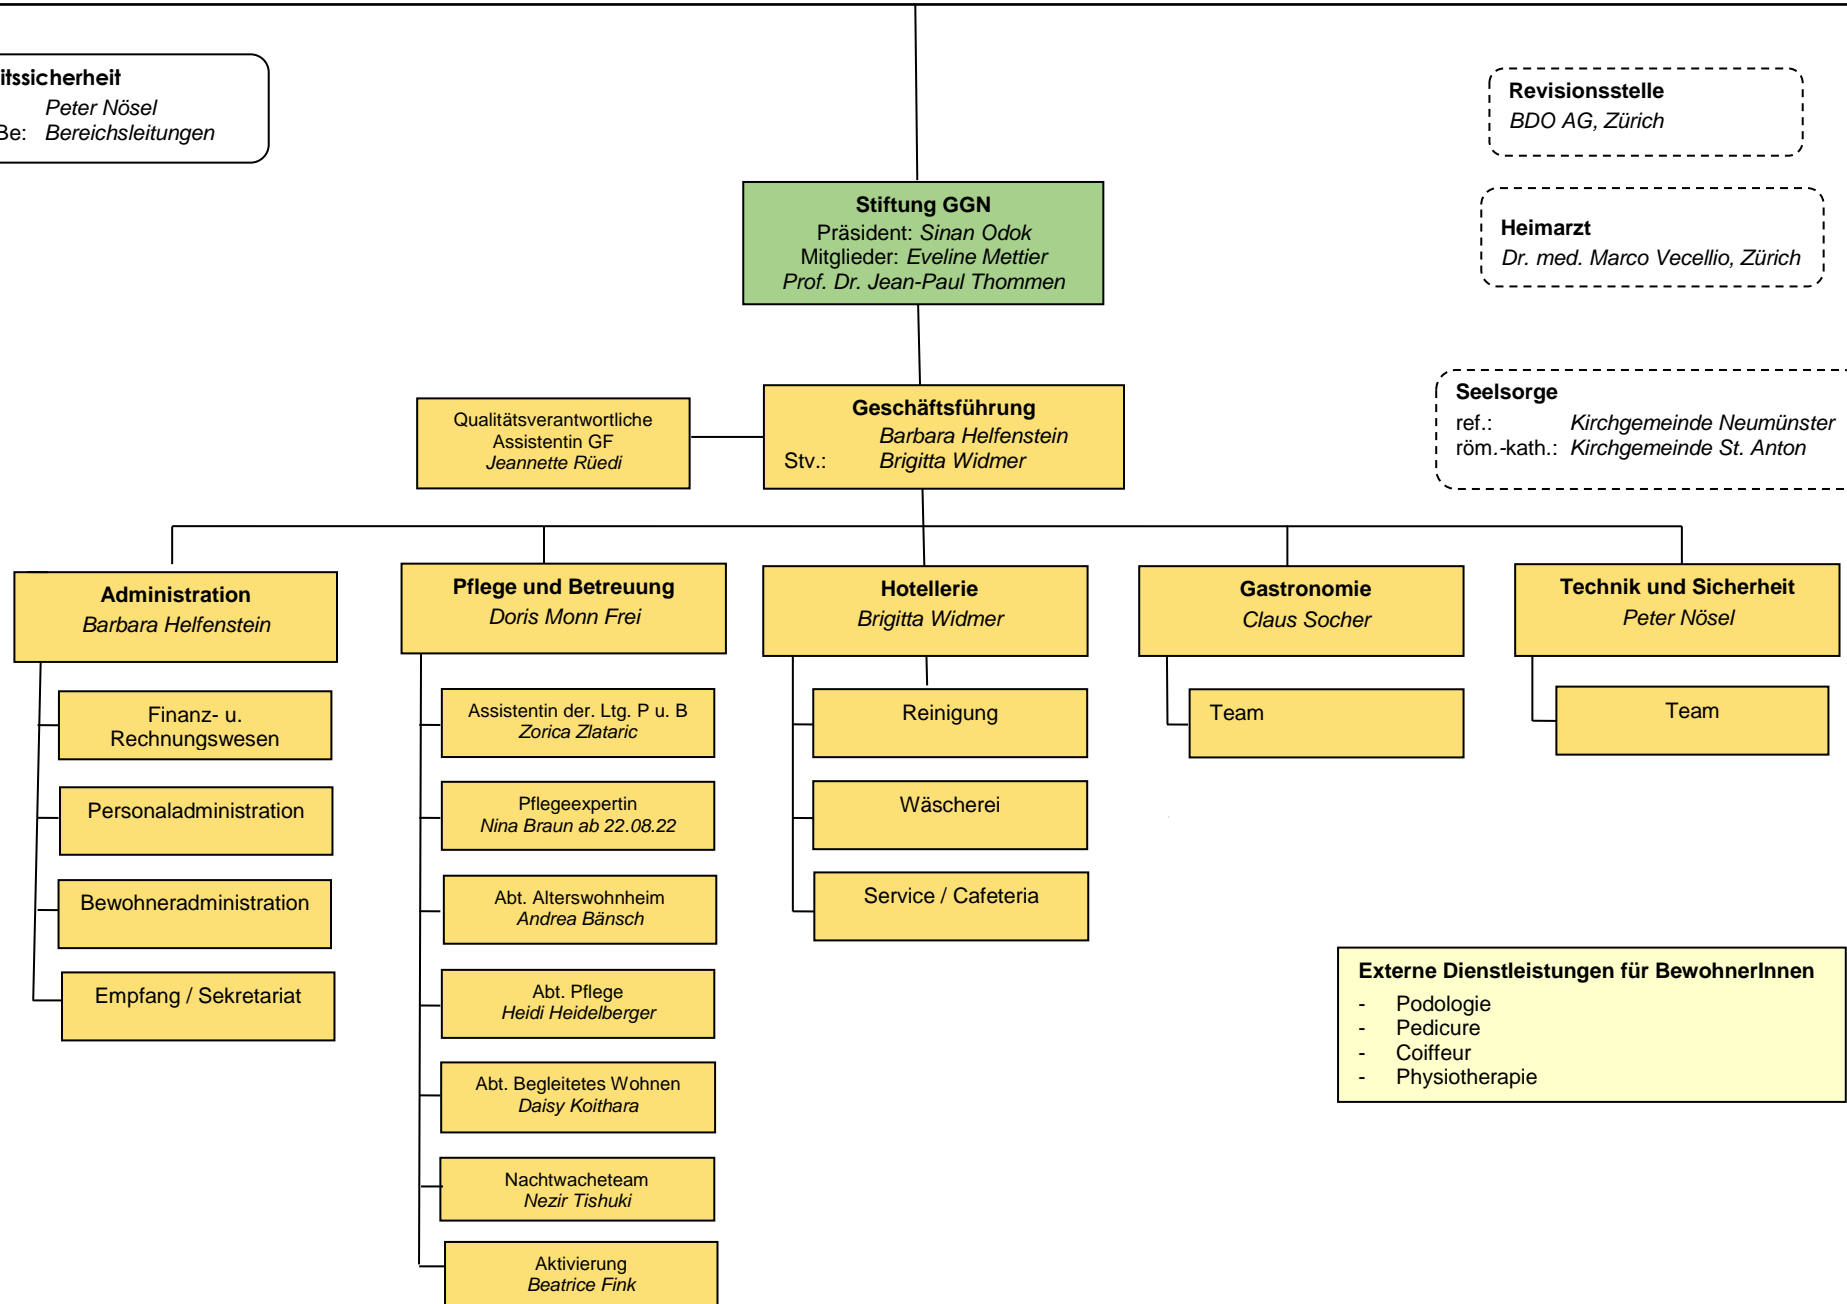 itssicherheit
Peter Nösel
Be: Bereichsleitungen
Revisionsstelle
BDO AG, Zürich
Stiftung GGN
Präsident: Sinan Odok
Mitglieder: Eveline Mettier
Prof. Dr. Jean-Paul Thommen
Heimarzt
Dr. med. Marco Vecellio, Zürich
Qualitätsverantwortliche
Assistentin GF
Jeannette Rüedi
Geschäftsführung
Barbara Helfenstein
Stv.: Brigitta Widmer
Seelsorge
ref.: Kirchgemeinde Neumünster
röm.-kath.: Kirchgemeinde St. Anton
Administration
Barbara Helfenstein
Finanz- u.
Rechnungswesen
Personaladministration
Bewohneradministration
Empfang / Sekretariat
Pflege und Betreuung
Doris Monn Frei
Assistentin der. Ltg. P u. B
Zorica Zlataric
Pflegeexpertin
Nina Braun ab 22.08.22
Abt. Alterswohnheim
Andrea Bänsch
Abt. Pflege
Heidi Heidelberger
Abt. Begleitetes Wohnen
Daisy Koithara
Nachtwacheteam
Nezir Tishuki
Aktivierung
Beatrice Fink
Hotellerie
Brigitta Widmer
Reinigung
Wäscherei
Service / Cafeteria
Gastronomie
Claus Socher
Team
Technik und Sicherheit
Peter Nösel
Team
Externe Dienstleistungen für BewohnerInnen
- Podologie
- Pedicure
- Coiffeur
- Physiotherapie